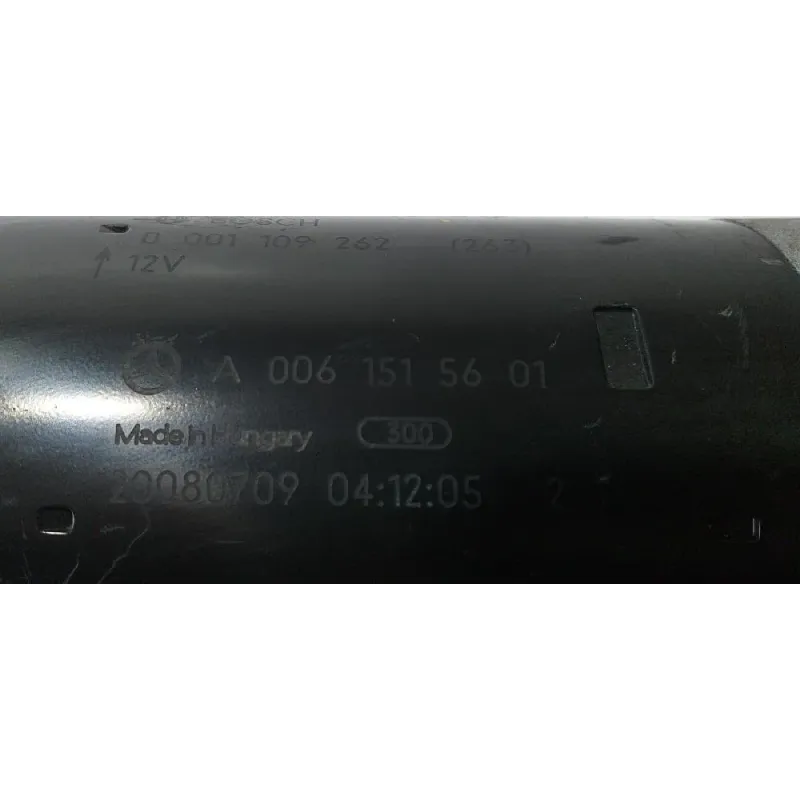 BOSCH
0 001 109 262 (263)
↑ 12V
A 006 151 56 01
Made in Hungary 300
20080709 04:12:05 2